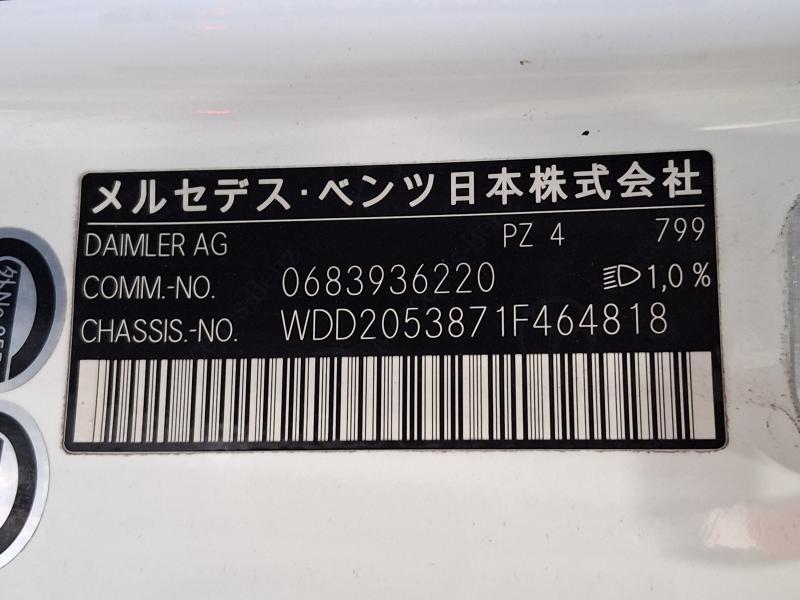 メルセデス・ベンツ日本株式会社
DAIMLER AG PZ 4 799
COMM.-NO. 0683936220 1,0 %
CHASSIS.-NO. WDD2053871F464818